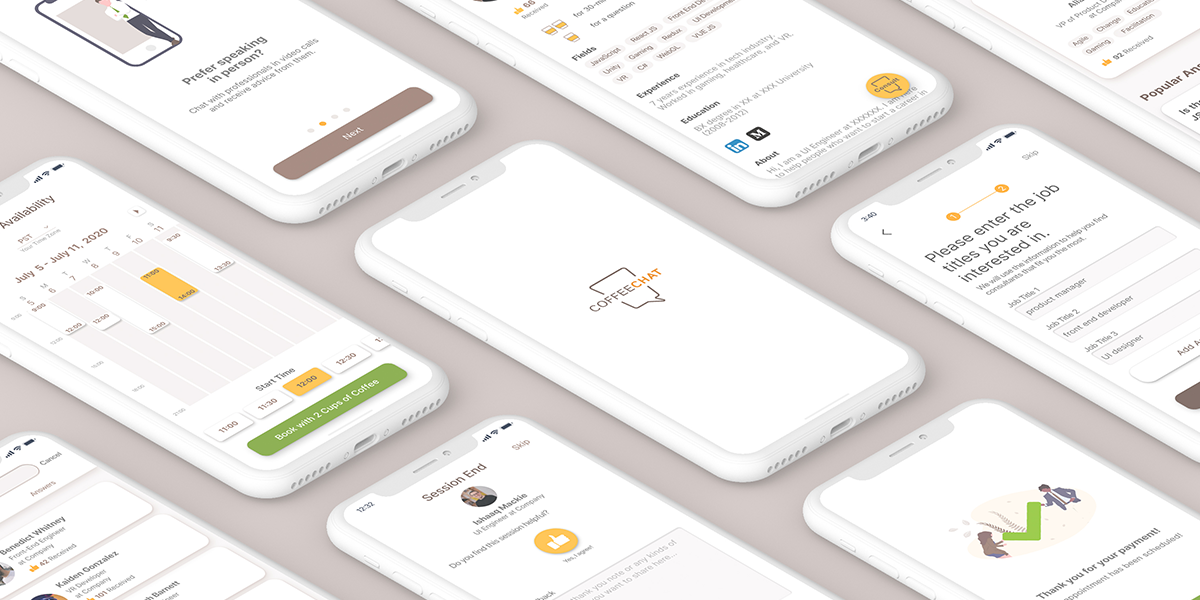 Prefer speaking
in person?
Chat with professionals in video calls
and receive advice from them.
Next
66
Received
for 30-min
for a question
Fields
JavaScript
React JS
Front End De
Unity
Gaming
Redux
UI Development
VR
C#
WebGL
VUE.JS
Experience
7 years experience in tech industry,
Worked in gaming, healthcare, and VR.
Education
BX degree in XX at XXX University
(2008-2012)
in
M
About
Hi, I am a UI Engineer at XXXXXX, I am here
to help people who want to start a career in
Consult
VP of Product D
at Company
Agile
Change
Educatio
Gaming
Facilitation
92 Received
Popular An
Is th
Availability
PST
Your Time Zone
July 5 - July 11, 2020
S
M
T
W
T
F
S
5
6
7
8
9
10
11
9:00
10:00
12:00
12:00
15:00
11:00
14:00
9:30
13:30
Start Time
11:00
11:30
12:00
12:30
Book with 2 Cups of Coffee
COFFEECHAT
3:40
Skip
1
2
Please enter the job
titles you are
interested in.
We will use the information to help you find
consultants that fit you the most.
Job Title 1
product manager
Job Title 2
front end developer
Job Title 3
UI designer
Add A
Cancel
Answers
Benedict Whitney
Front-End Engineer
at Company
42 Received
Kaiden Gonzalez
VR Developer
at Company
101 Received
Barnett
12:32
Skip
Session End
Ishaaq Mackie
UI Engineer at Company
Do you find this session helpful?
Yes, I agree!
back
Thank you note or any kinds of
you want to share here...
Thank you for your payment!
appointment has been scheduled!